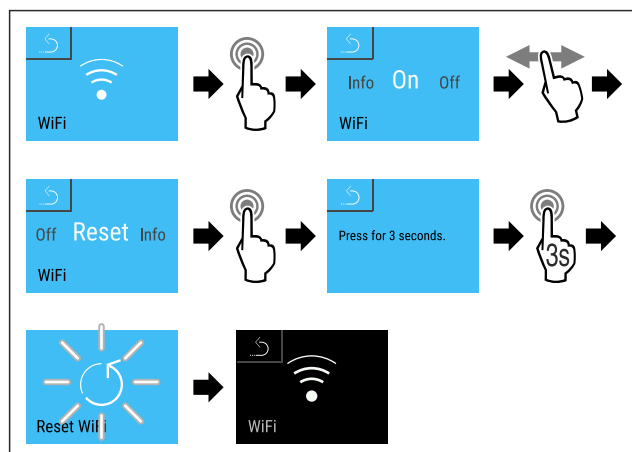 WiFi
Info On Off
WiFi
Off Reset Info
WiFi
Press for 3 seconds.
3s
Reset WiFi
WiFi